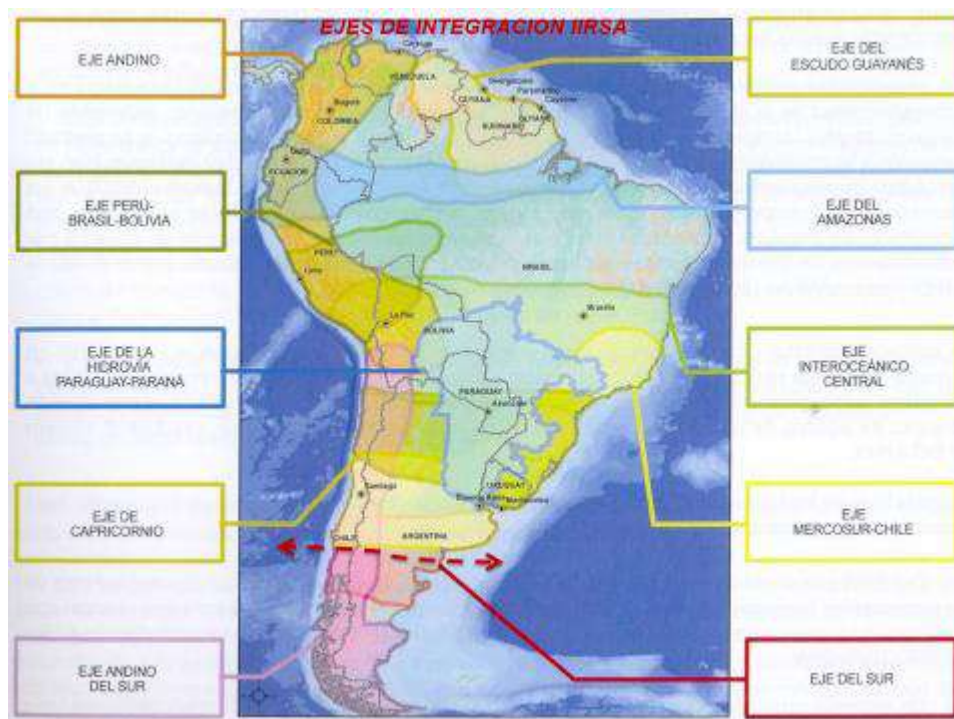 EJES DE INTEGRACION IIRSA
EJE ANDINO
EJE DEL
ESCUDO GUAYANÉS
EJE PERÚ-
BRASIL-BOLIVIA
EJE DEL
AMAZONAS
EJE DE LA
HIDROVÍA
PARAGUAY-PARANÁ
EJE
INTEROCEÁNICO
CENTRAL
EJE DE
CAPRICORNIO
EJE
MERCOSUR-CHILE
EJE ANDINO
DEL SUR
EJE DEL SUR
VENEZUELA
Georgetown
Paramaribo
GUYANA
Cayenne
SURINAME
GUYANE
Bogotá
COLOMBIA
Quito
ECUADOR
PERÚ
Lima
BRASIL
Brasilia
La Paz
BOLIVIA
PARAGUAY
Asunción
Santiago
URUGUAY
Buenos Aires
Montevideo
CHILE
ARGENTINA